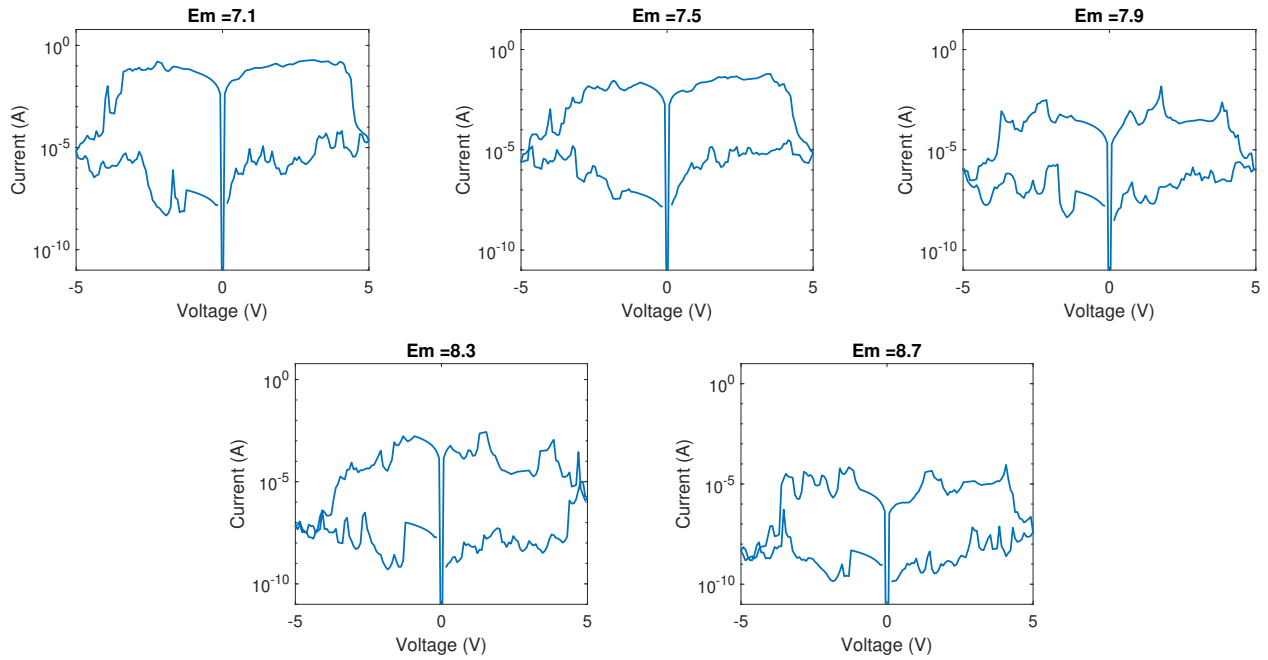 Em =7.1
Em =7.5
Em =7.9
10^0
10^-5
10^-10
Current (A)
-5 0 5
Voltage (V)
10^0
10^-5
10^-10
Current (A)
-5 0 5
Voltage (V)
10^0
10^-5
10^-10
Current (A)
-5 0 5
Voltage (V)
Em =8.3
Em =8.7
10^0
10^-5
10^-10
Current (A)
-5 0 5
Voltage (V)
10^0
10^-5
10^-10
Current (A)
-5 0 5
Voltage (V)